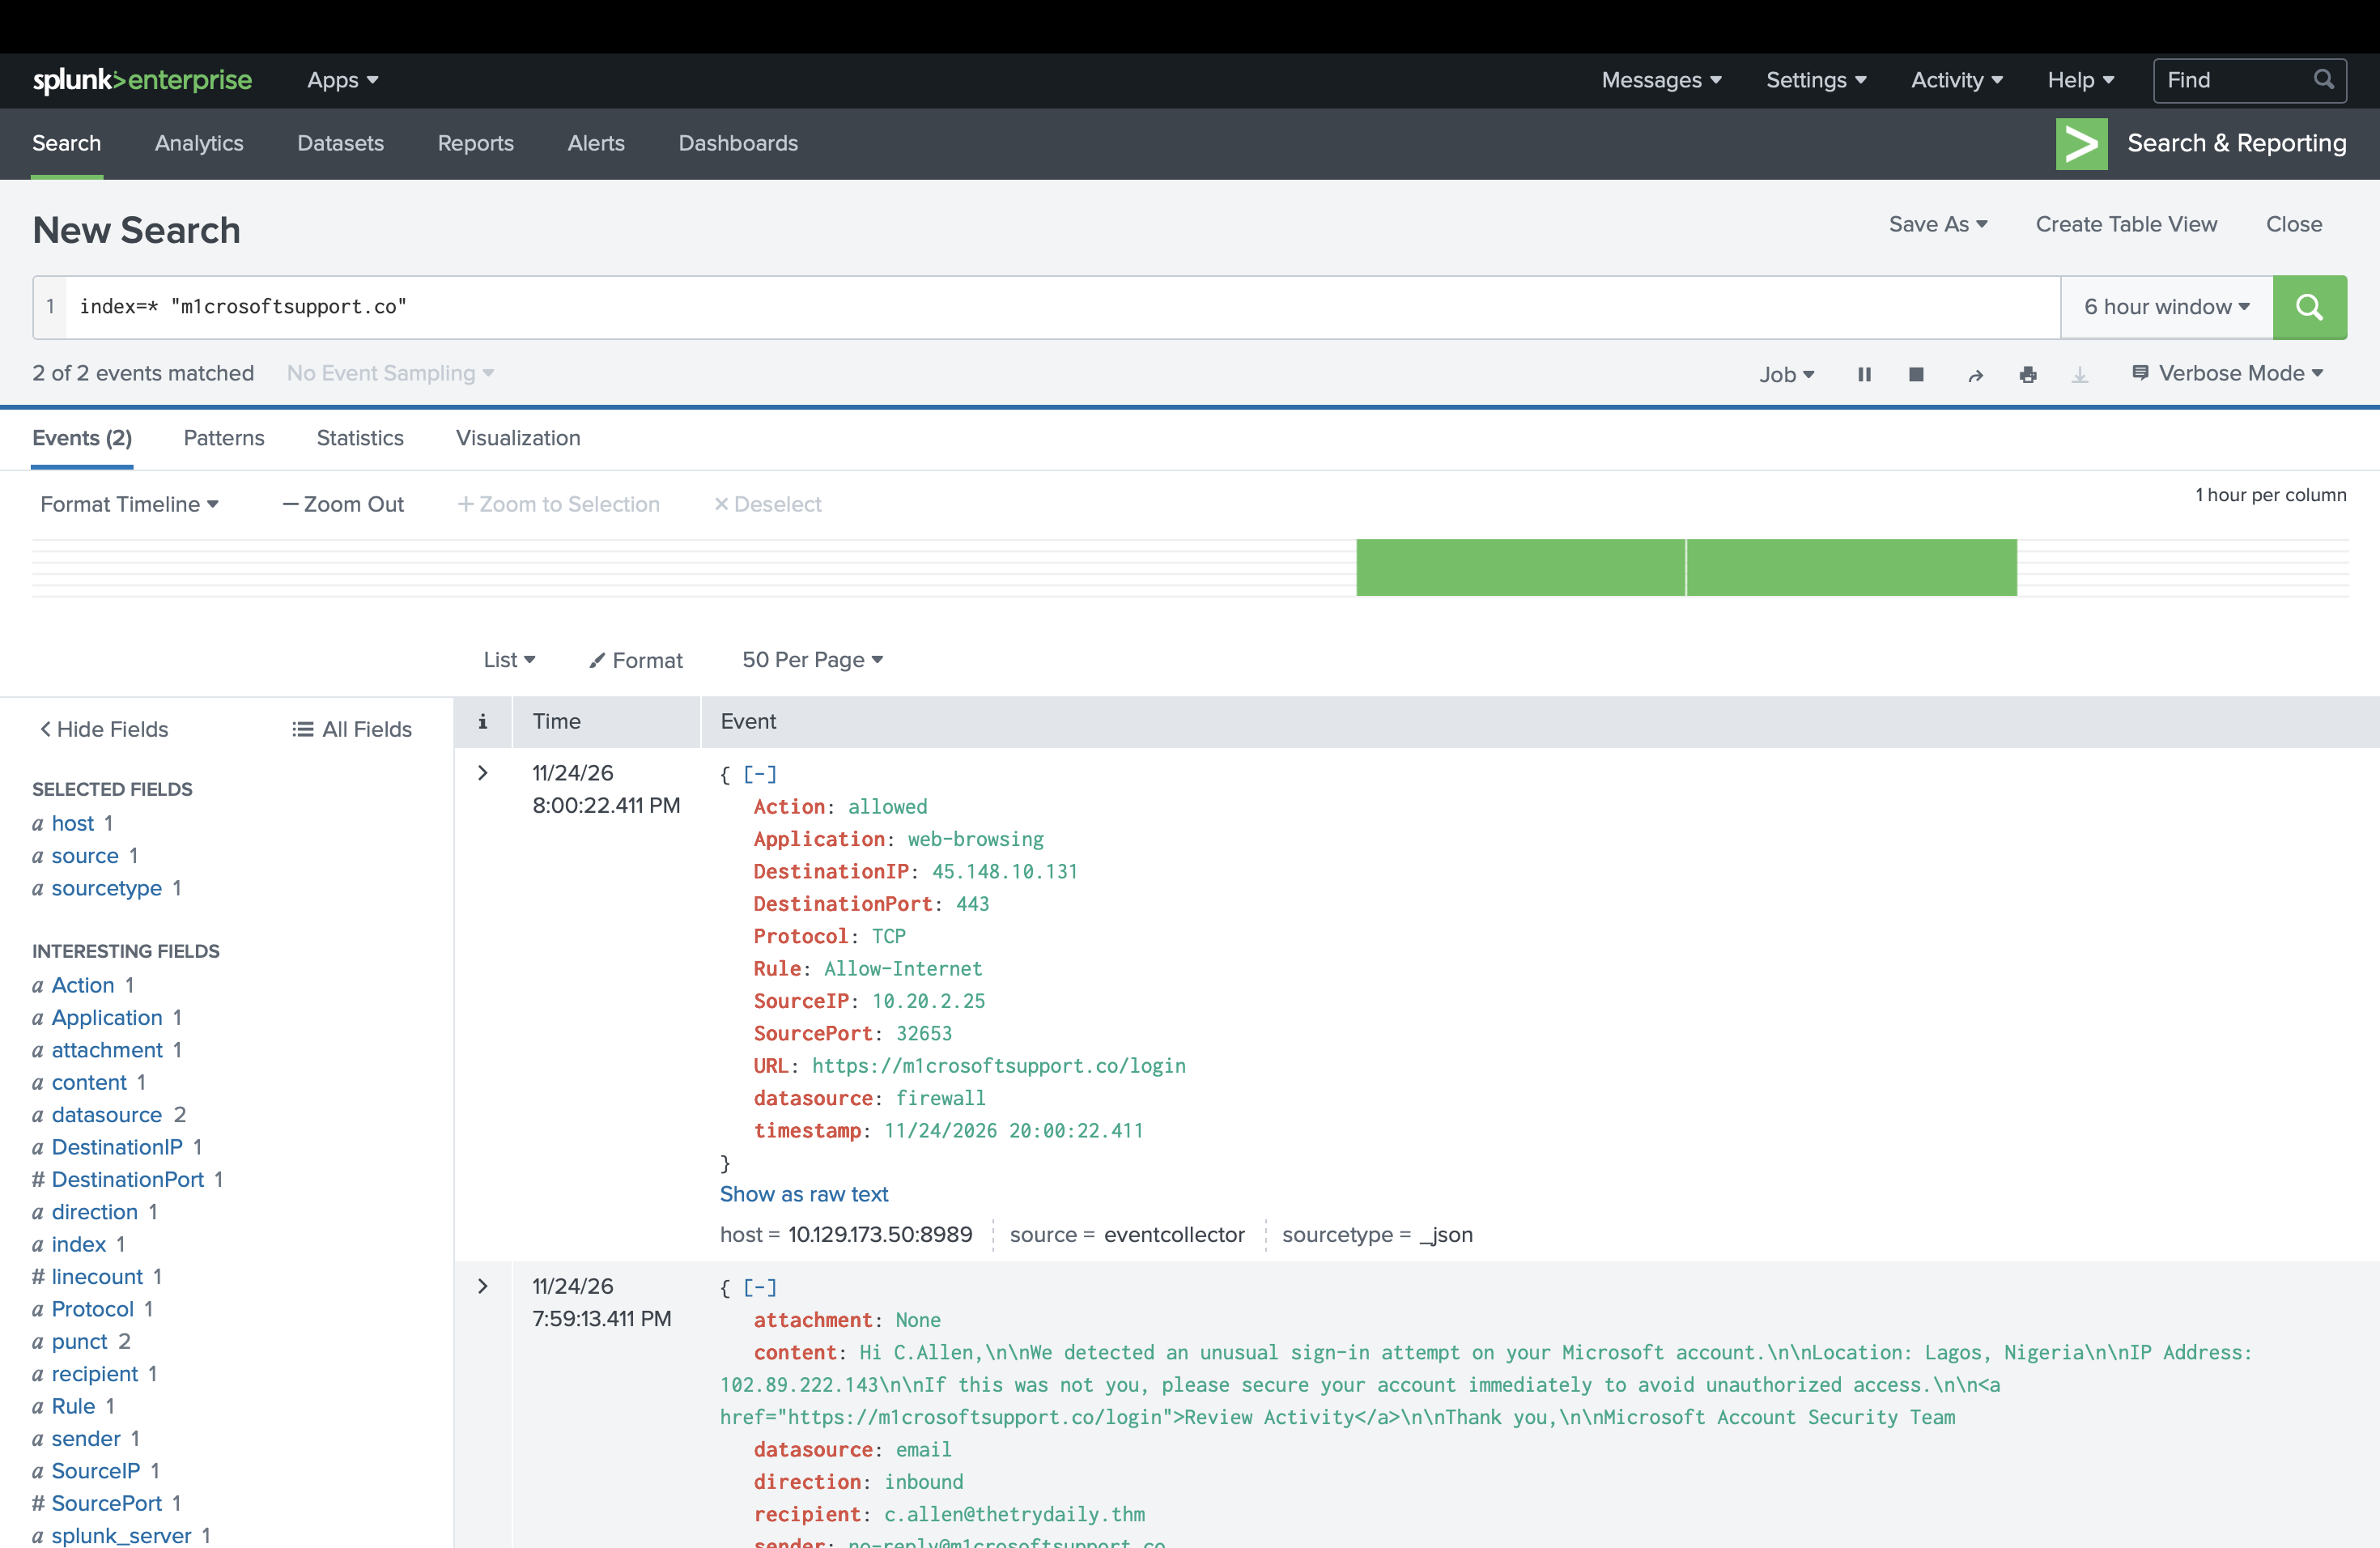 splunk>enterprise Apps Messages Settings Activity Help Find
Search Analytics Datasets Reports Alerts Dashboards > Search & Reporting
New Search Save As Create Table View Close
1 index=* "m1crosoftsupport.co" 6 hour window
2 of 2 events matched No Event Sampling Job Verbose Mode
Events (2) Patterns Statistics Visualization
Format Timeline — Zoom Out + Zoom to Selection × Deselect 1 hour per column
List Format 50 Per Page
< Hide Fields All Fields
SELECTED FIELDS
a host 1
a source 1
a sourcetype 1
INTERESTING FIELDS
a Action 1
a Application 1
a attachment 1
a content 1
a datasource 2
a DestinationIP 1
# DestinationPort 1
a direction 1
a index 1
# linecount 1
a Protocol 1
a punct 2
a recipient 1
a Rule 1
a sender 1
a SourceIP 1
# SourcePort 1
a splunk_server 1
i Time Event
> 11/24/26 { [-]
8:00:22.411 PM Action: allowed
Application: web-browsing
DestinationIP: 45.148.10.131
DestinationPort: 443
Protocol: TCP
Rule: Allow-Internet
SourceIP: 10.20.2.25
SourcePort: 32653
URL: https://m1crosoftsupport.co/login
datasource: firewall
timestamp: 11/24/2026 20:00:22.411
}
Show as raw text
host = 10.129.173.50:8989 source = eventcollector sourcetype = _json
> 11/24/26 { [-]
7:59:13.411 PM attachment: None
content: Hi C.Allen,\n\nWe detected an unusual sign-in attempt on your Microsoft account.\n\nLocation: Lagos, Nigeria\n\nIP Address:
102.89.222.143\n\nIf this was not you, please secure your account immediately to avoid unauthorized access.\n\n<a
href="https://m1crosoftsupport.co/login">Review Activity</a>\n\nThank you,\n\nMicrosoft Account Security Team
datasource: email
direction: inbound
recipient: c.allen@thetrydaily.thm
sender: no-reply@m1crosoftsupport.co